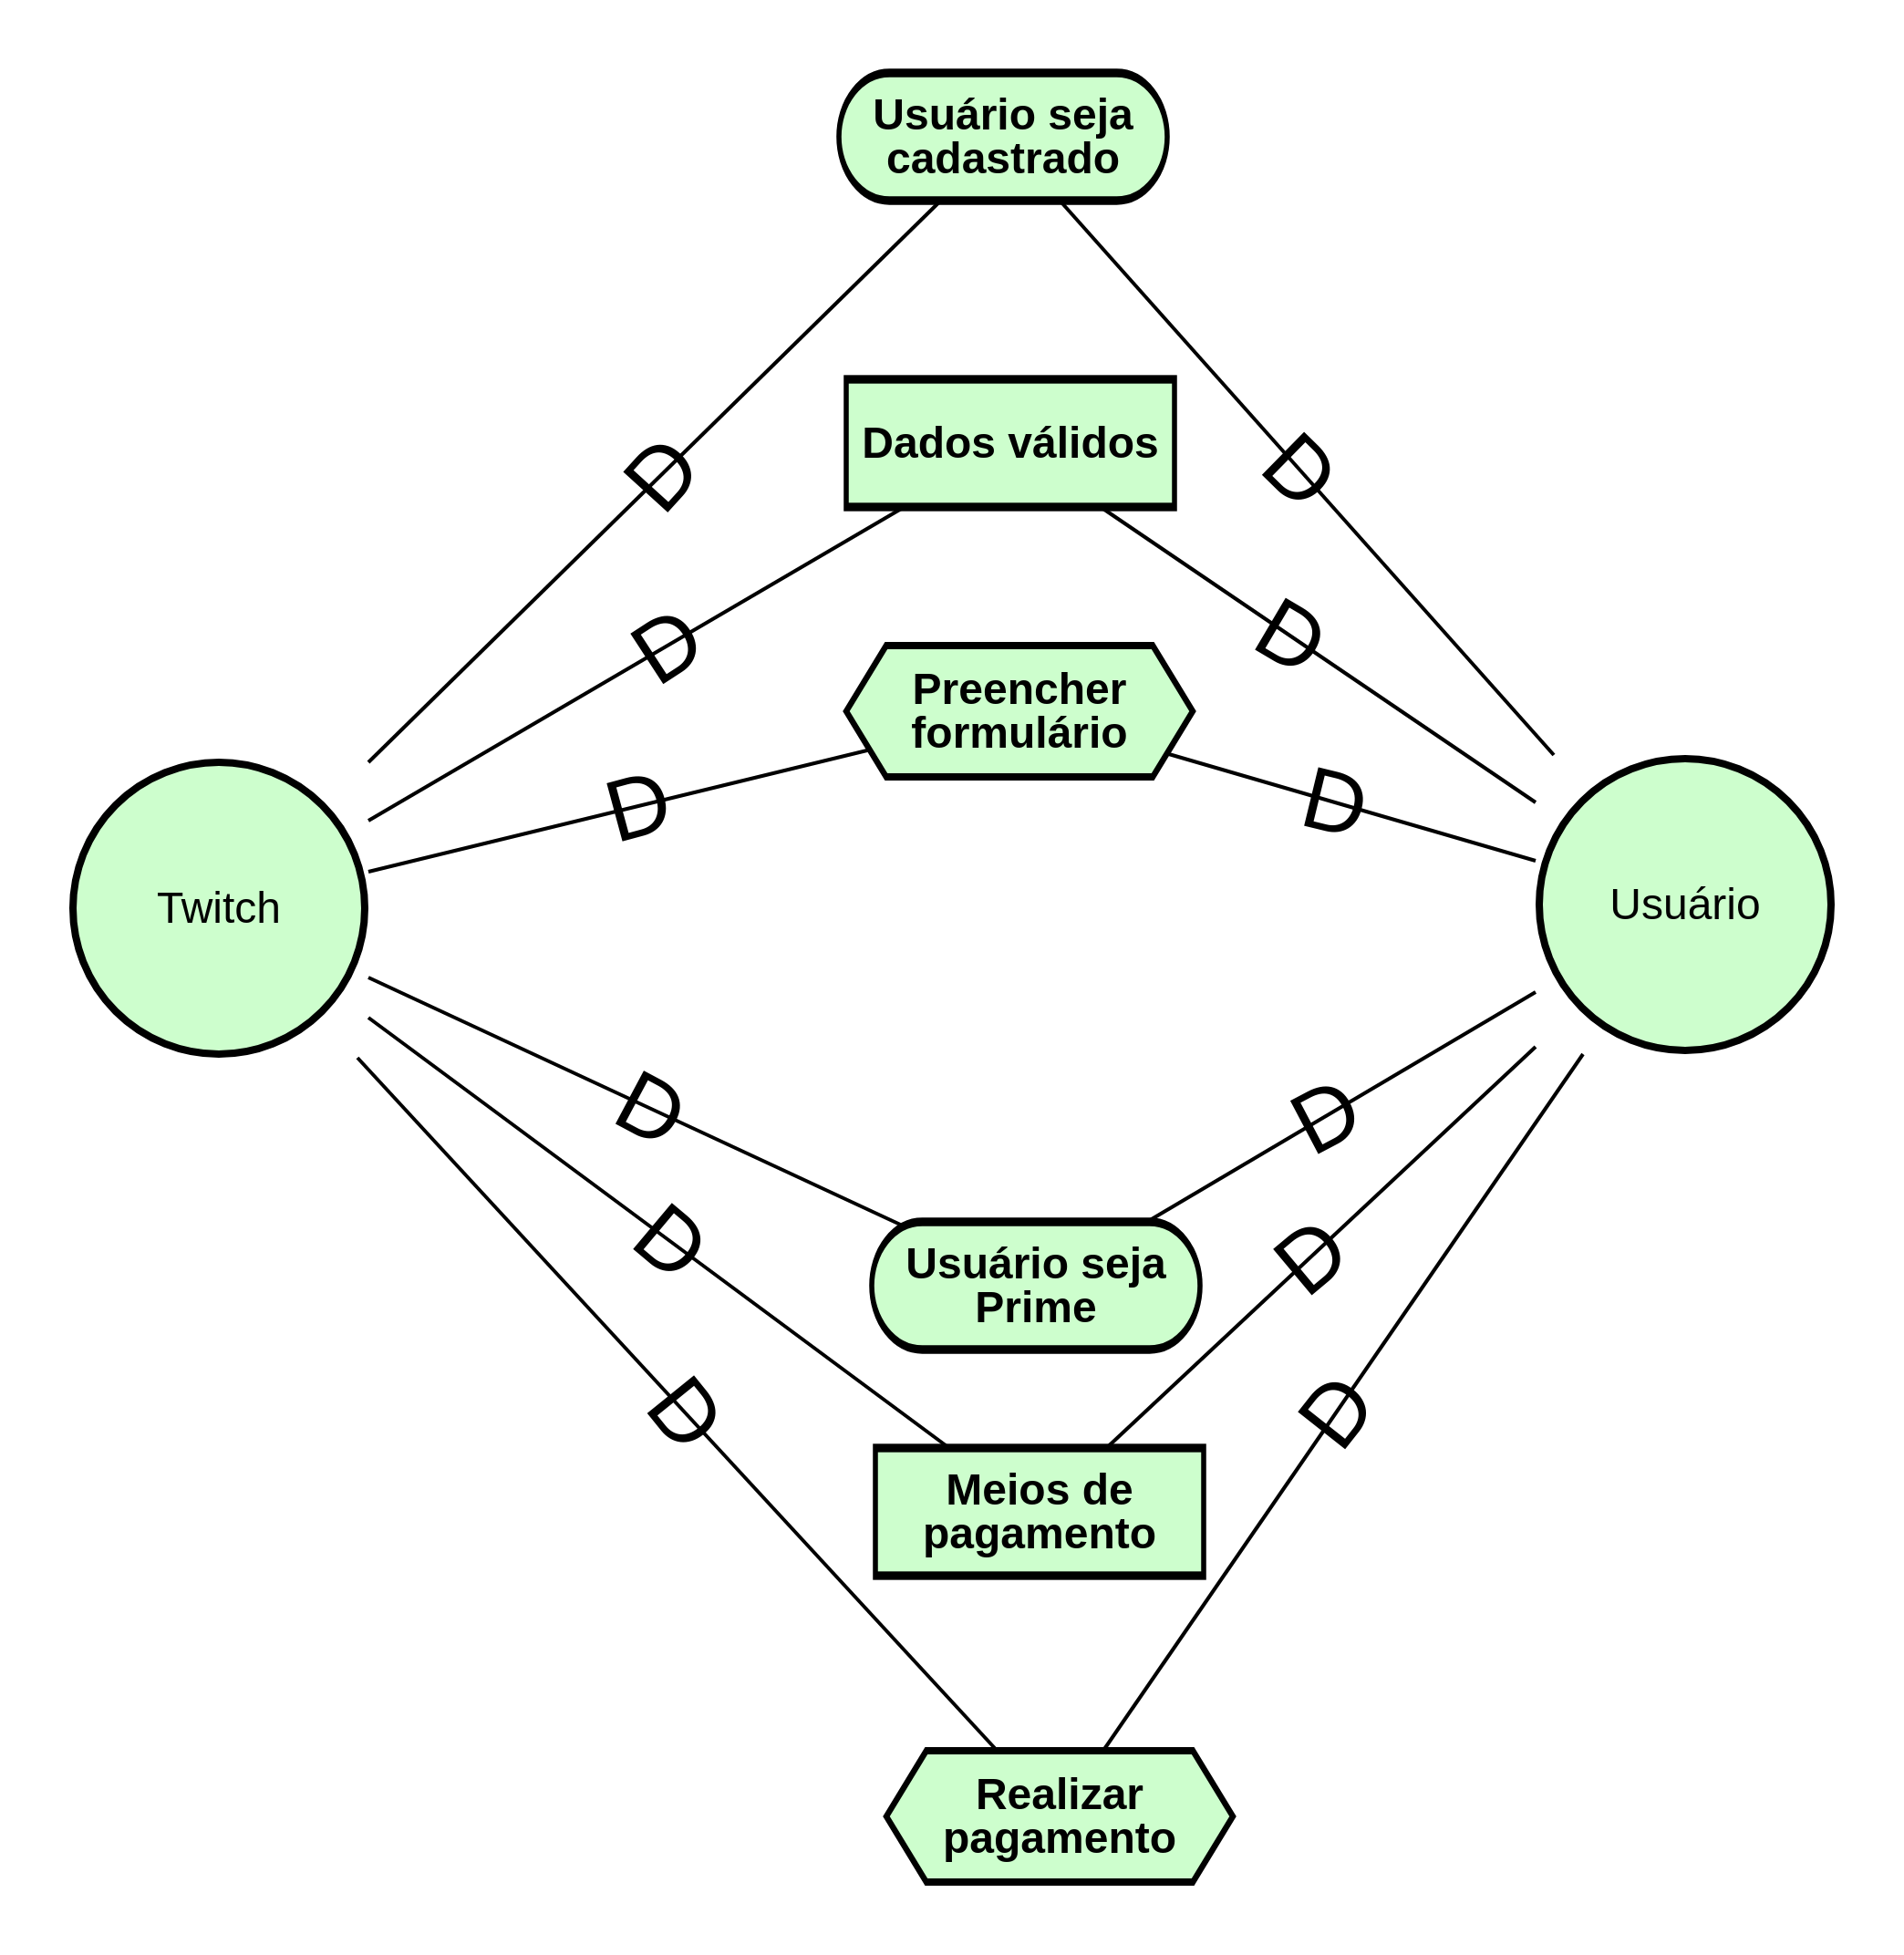 Usuário seja
cadastrado
D
D
Dados válidos
D
D
Preencher
formulário
D
D
Twitch
Usuário
D
D
D
D
Usuário seja
Prime
D
D
Meios de
pagamento
Realizar
pagamento